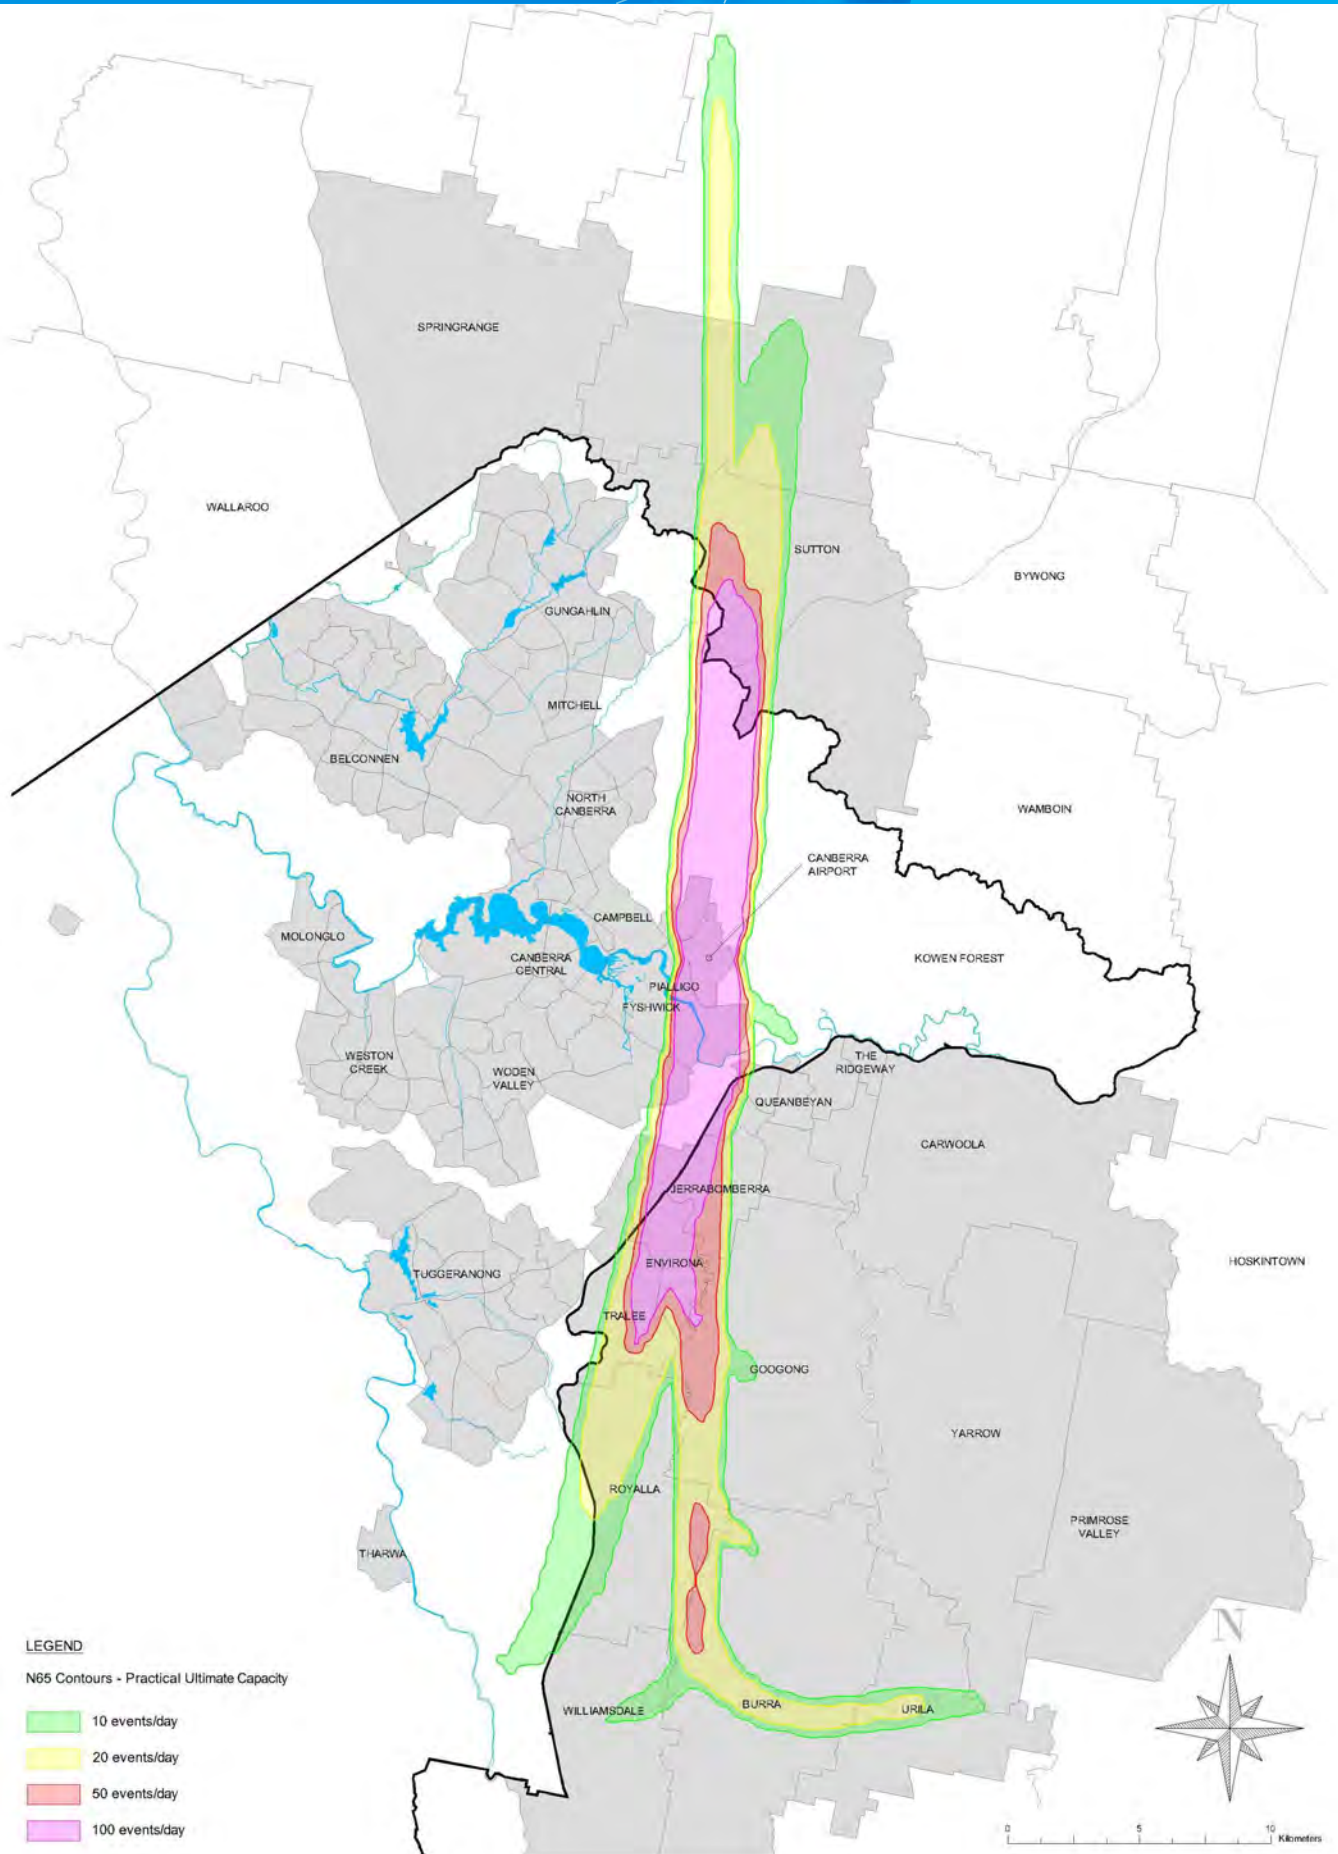 SPRINGRANGE
WALLAROO
SUTTON
BYWONG
GUNGAHLIN
MITCHELL
BELCONNEN
NORTH
CANBERRA
WAMBOIN
CANBERRA
AIRPORT
CAMPBELL
MOLONGLO
CANBERRA
CENTRAL
KOWEN FOREST
PIALLIGO
FYSHWICK
WESTON
CREEK
WODEN
VALLEY
THE
RIDGEWAY
QUEANBEYAN
CARWOOLA
JERRABOMBERRA
ENVIRONA
HOSKINTOWN
TUGGERANONG
TRALEE
GOOGONG
YARROW
ROYALLA
PRIMROSE
VALLEY
THARWA
LEGEND
N65 Contours - Practical Ultimate Capacity
10 events/day
20 events/day
50 events/day
100 events/day
WILLIAMSDALE
BURRA
URILA
N
0 5 10
Kilometers